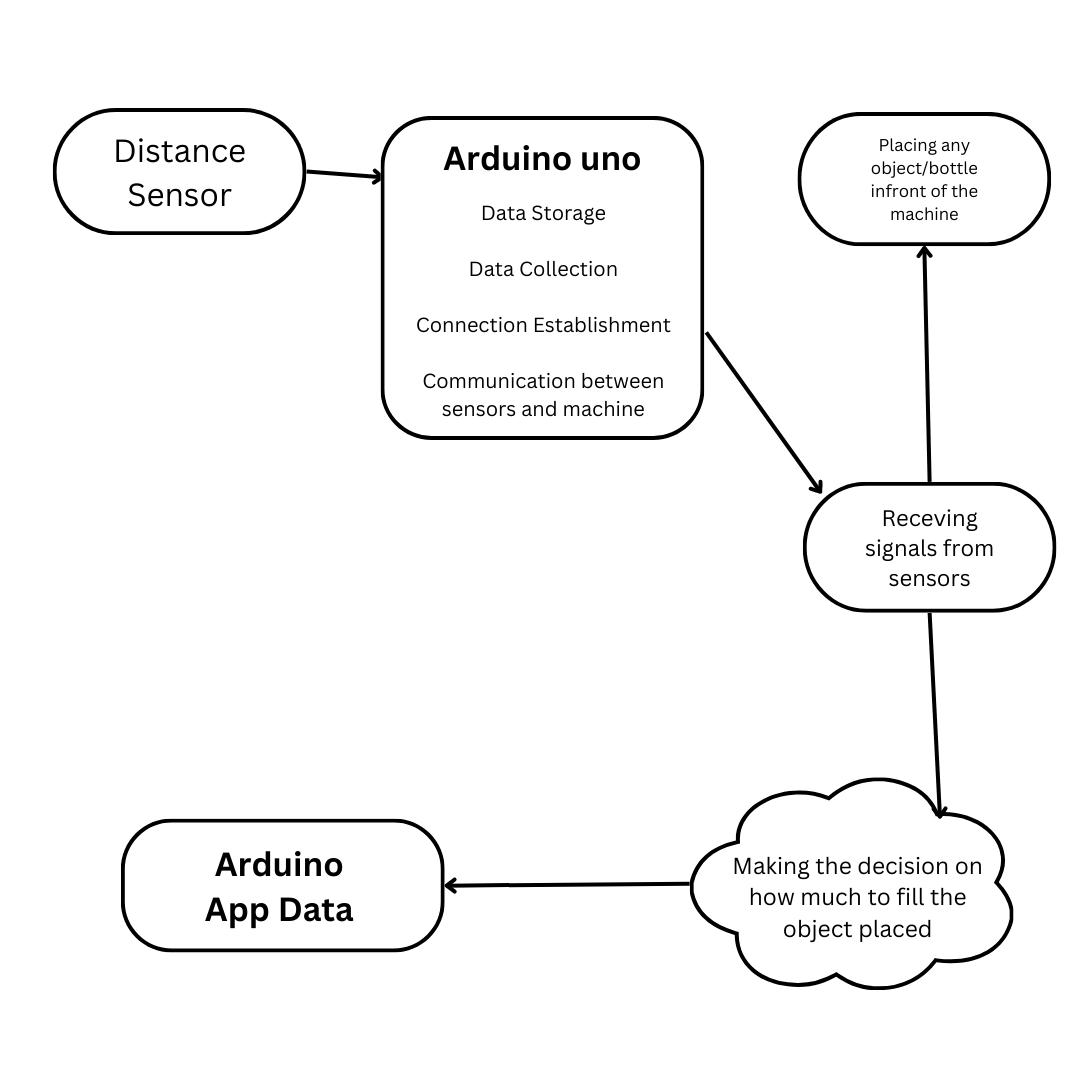 Distance
Sensor
Arduino uno
Data Storage
Data Collection
Connection Establishment
Communication between
sensors and machine
Placing any
object/bottle
infront of the
machine
Receving
signals from
sensors
Making the decision on
how much to fill the
object placed
Arduino
App Data